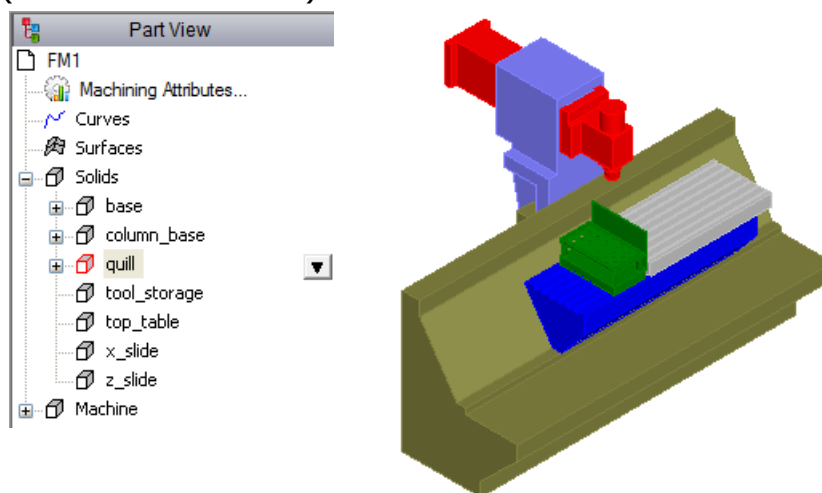 Part View
FM1
Machining Attributes...
Curves
Surfaces
Solids
base
column_base
quill
tool_storage
top_table
x_slide
z_slide
Machine